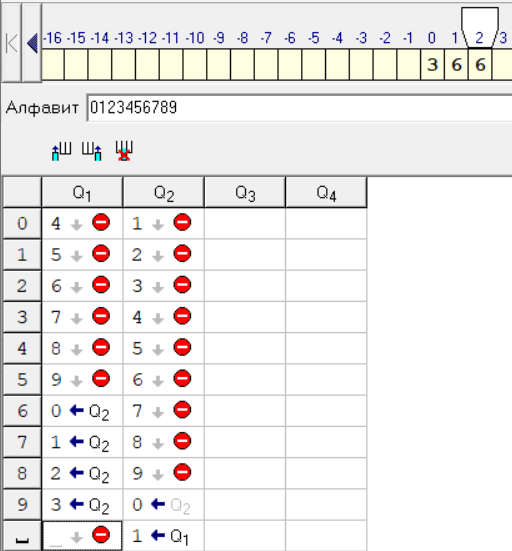 -16 -15 -14 -13 -12 -11 -10 -9 -8 -7 -6 -5 -4 -3 -2 -1 0 1 2 3
3 6 6
Алфавит 0123456789
Q1 Q2 Q3 Q4
0 4 ↓ 1 ↓
1 5 ↓ 2 ↓
2 6 ↓ 3 ↓
3 7 ↓ 4 ↓
4 8 ↓ 5 ↓
5 9 ↓ 6 ↓
6 0 ← Q2 7 ↓
7 1 ← Q2 8 ↓
8 2 ← Q2 9 ↓
9 3 ← Q2 0 ← Q2
␣ _ ↓ 1 ← Q1